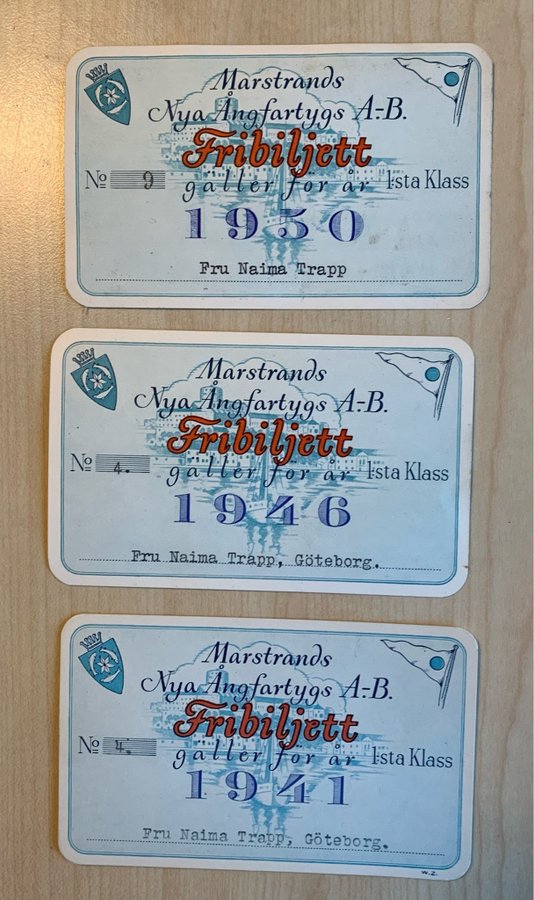 Marstrands
Nya Ångfartygs A.-B.
Fribiljett
No 9 gäller för år 1:sta Klass
1950
Fru Naima Trapp
Marstrands
Nya Ångfartygs A.-B.
Fribiljett
No 4. gäller för år 1:sta Klass
1946
Fru Naima Trapp, Göteborg.
Marstrands
Nya Ångfartygs A.-B.
Fribiljett
No 4. gäller för år 1:sta Klass
1941
Fru Naima Trapp, Göteborg.
W.Z.